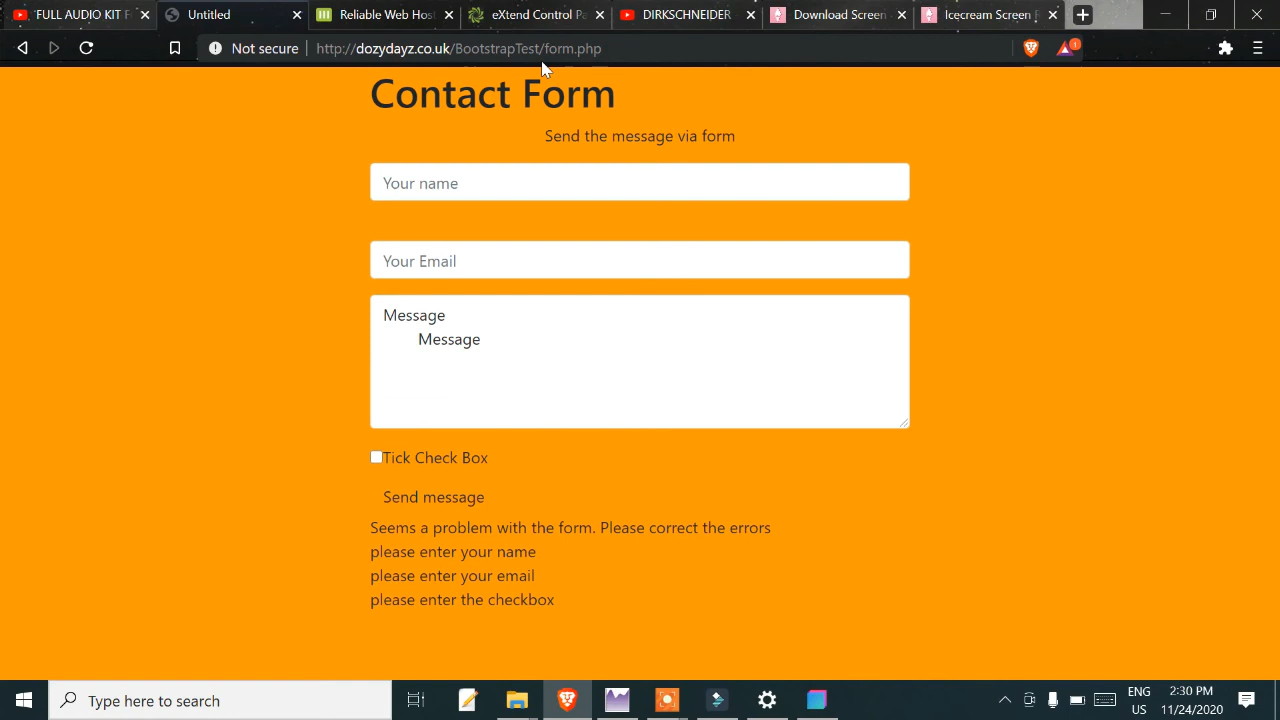 FULL AUDIO KIT F
Untitled
Reliable Web Host
eXtend Control Pa
DIRKSCHNEIDER
Download Screen
Icecream Screen R
Not secure
http://dozydayz.co.uk/BootstrapTest/form.php
1
Contact Form
Send the message via form
Your name
Your Email
Message
Message
Tick Check Box
Send message
Seems a problem with the form. Please correct the errors
please enter your name
please enter your email
please enter the checkbox
Type here to search
ENG
US
2:30 PM
11/24/2020